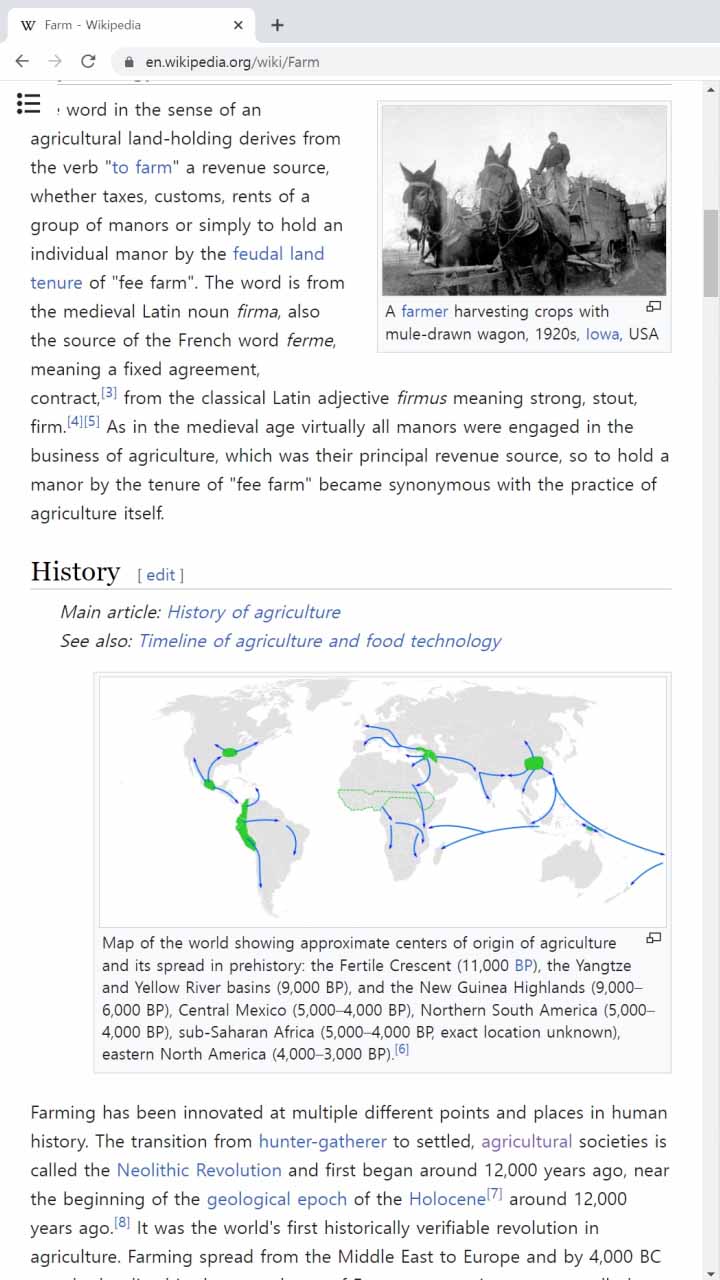 Farm - Wikipedia
en.wikipedia.org/wiki/Farm
word in the sense of an
agricultural land-holding derives from
the verb "to farm" a revenue source,
whether taxes, customs, rents of a
group of manors or simply to hold an
individual manor by the feudal land
tenure of "fee farm". The word is from
the medieval Latin noun firma, also
the source of the French word ferme,
meaning a fixed agreement,
contract,[3] from the classical Latin adjective firmus meaning strong, stout,
firm.[4][5] As in the medieval age virtually all manors were engaged in the
business of agriculture, which was their principal revenue source, so to hold a
manor by the tenure of "fee farm" became synonymous with the practice of
agriculture itself.
A farmer harvesting crops with
mule-drawn wagon, 1920s, Iowa, USA
History [ edit ]
Main article: History of agriculture
See also: Timeline of agriculture and food technology
Map of the world showing approximate centers of origin of agriculture
and its spread in prehistory: the Fertile Crescent (11,000 BP), the Yangtze
and Yellow River basins (9,000 BP), and the New Guinea Highlands (9,000–
6,000 BP), Central Mexico (5,000–4,000 BP), Northern South America (5,000–
4,000 BP), sub-Saharan Africa (5,000–4,000 BP, exact location unknown),
eastern North America (4,000–3,000 BP).[6]
Farming has been innovated at multiple different points and places in human
history. The transition from hunter-gatherer to settled, agricultural societies is
called the Neolithic Revolution and first began around 12,000 years ago, near
the beginning of the geological epoch of the Holocene[7] around 12,000
years ago.[8] It was the world's first historically verifiable revolution in
agriculture. Farming spread from the Middle East to Europe and by 4,000 BC